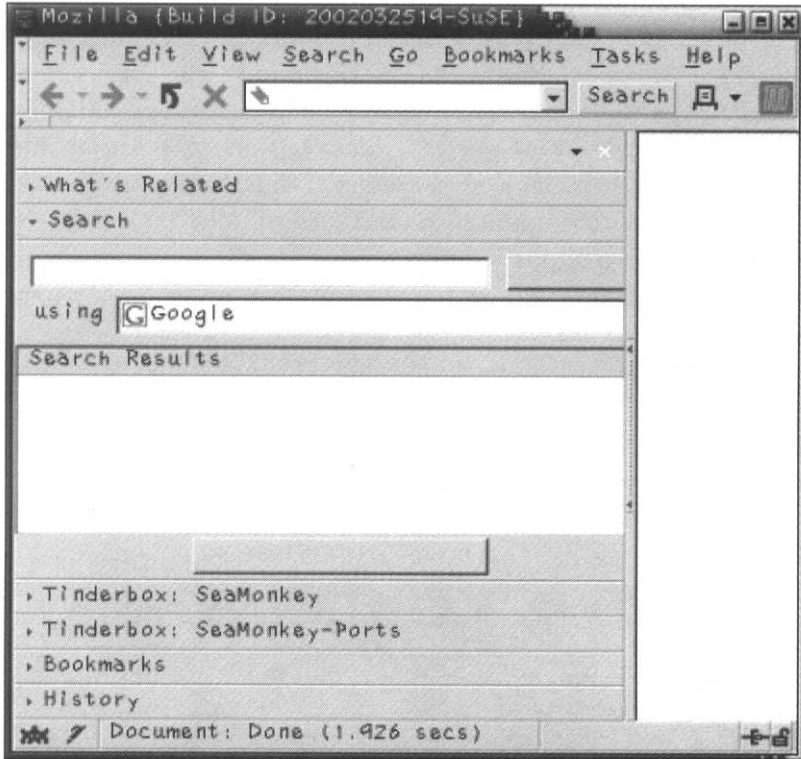 Mozilla {Build ID: 2002032519-SuSE}
File Edit View Search Go Bookmarks Tasks Help
Search
What's Related
Search
using G Google
Search Results
Tinderbox: SeaMonkey
Tinderbox: SeaMonkey-Ports
Bookmarks
History
Document: Done (1.926 secs)